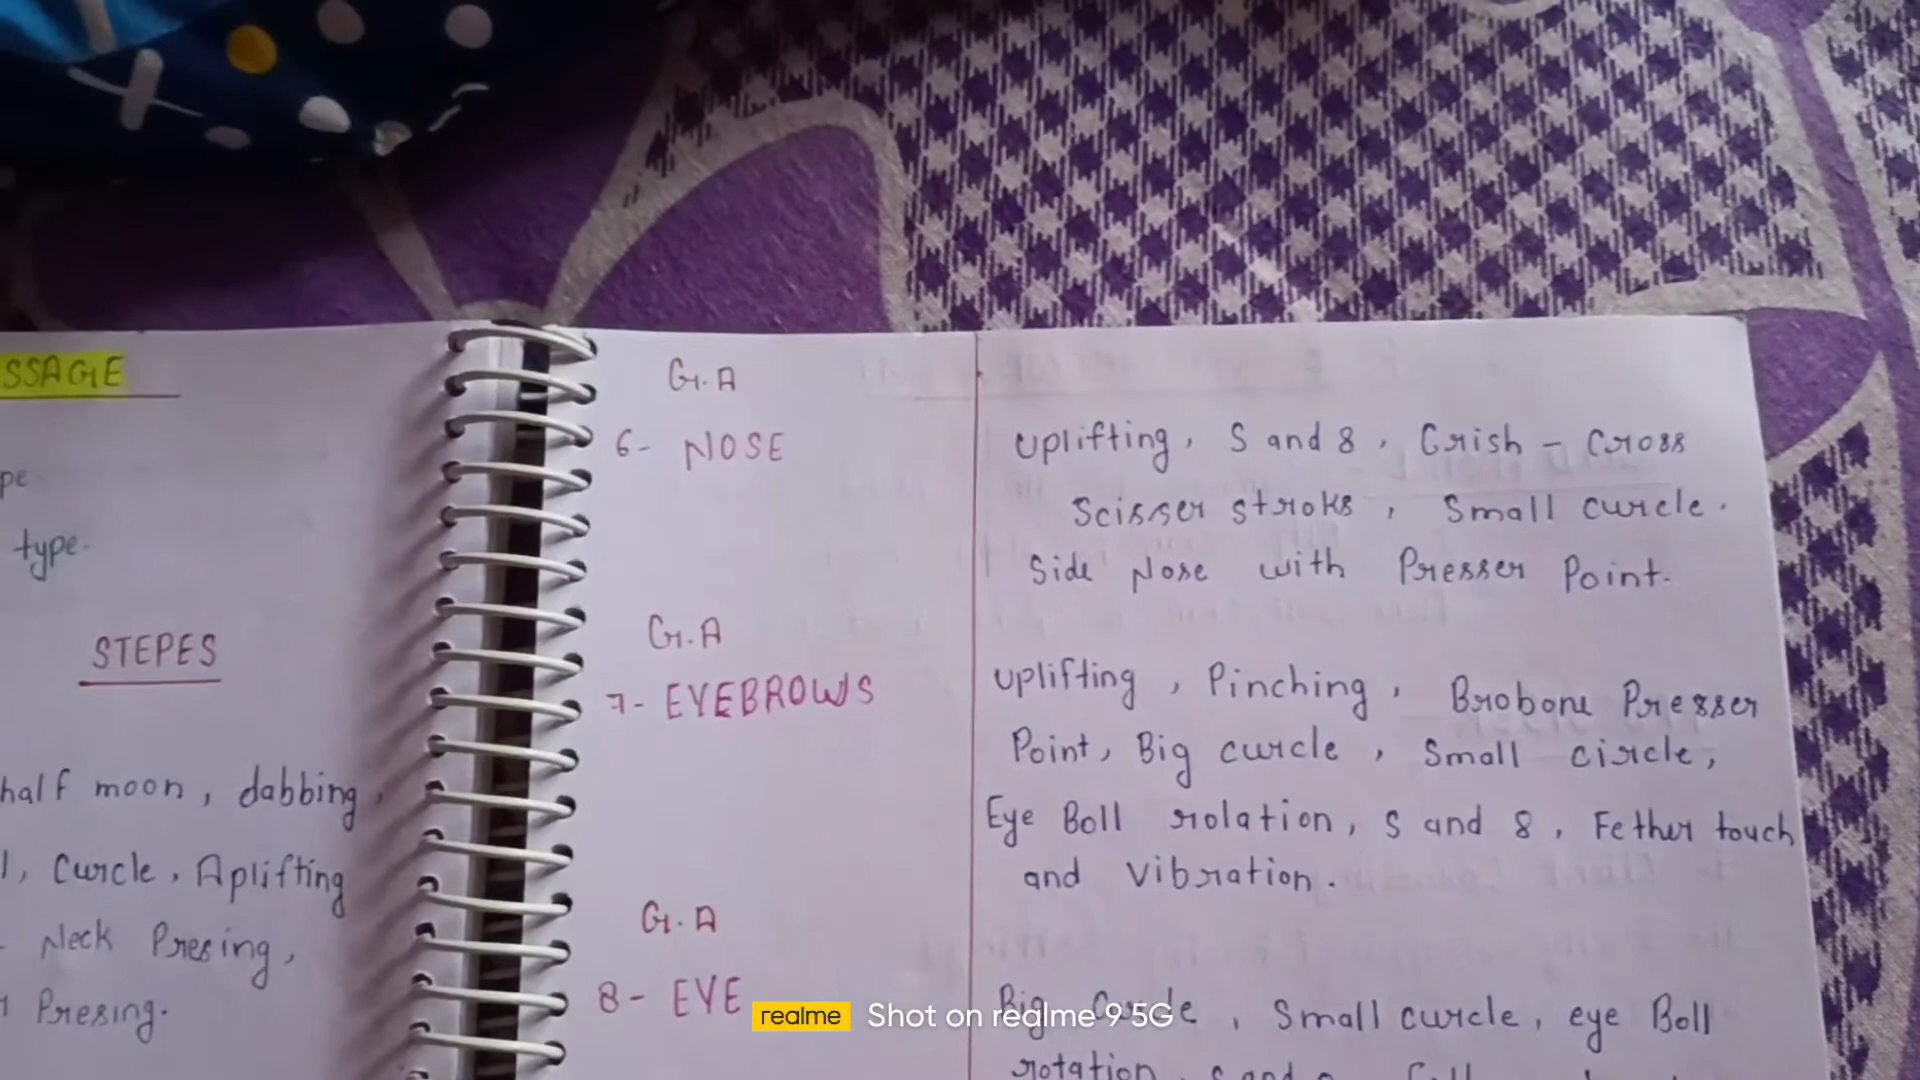 SSAGE
pe
type.
STEPES
half moon, dabbing,
l, Curcle, Aplifting
- Neck Presing,
Presing.
G.A
6- NOSE
Uplifting, S and 8, Crish - Cross
Scisser stroks, Small curcle.
Side Nose with Presser Point.
G.A
7- EYEBROWS
Uplifting, Pinching, Brobone Presser
Point, Big curcle, Small circle,
Eye Boll rolation, S and 8, Fether touch
and Vibration.
G.A
8- EYE
Big Curcle, Small curcle, eye Boll
rotation, S and 8,
realme Shot on realme 9 5G